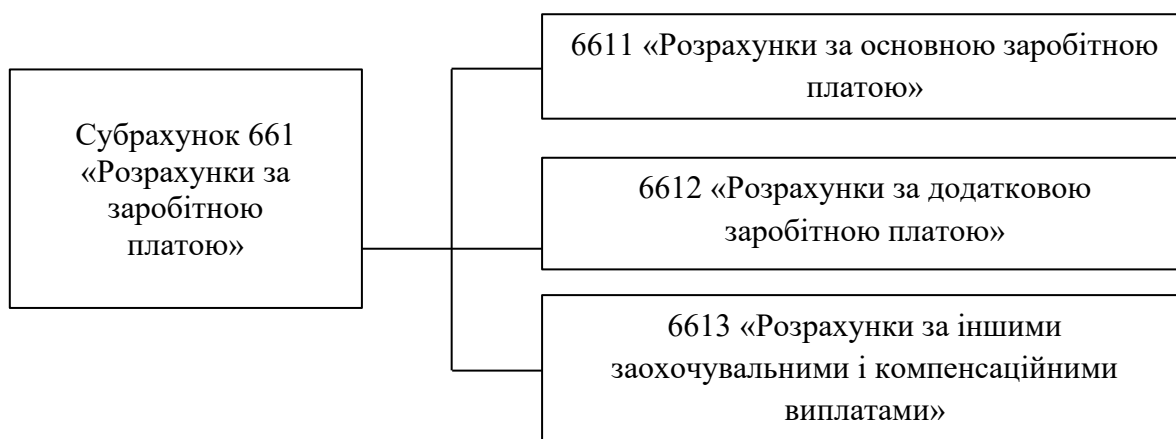 Субрахунок 661
«Розрахунки за
заробітною
платою»
6611 «Розрахунки за основною заробітною
платою»
6612 «Розрахунки за додатковою
заробітною платою»
6613 «Розрахунки за іншими
заохочувальними і компенсаційними
виплатами»